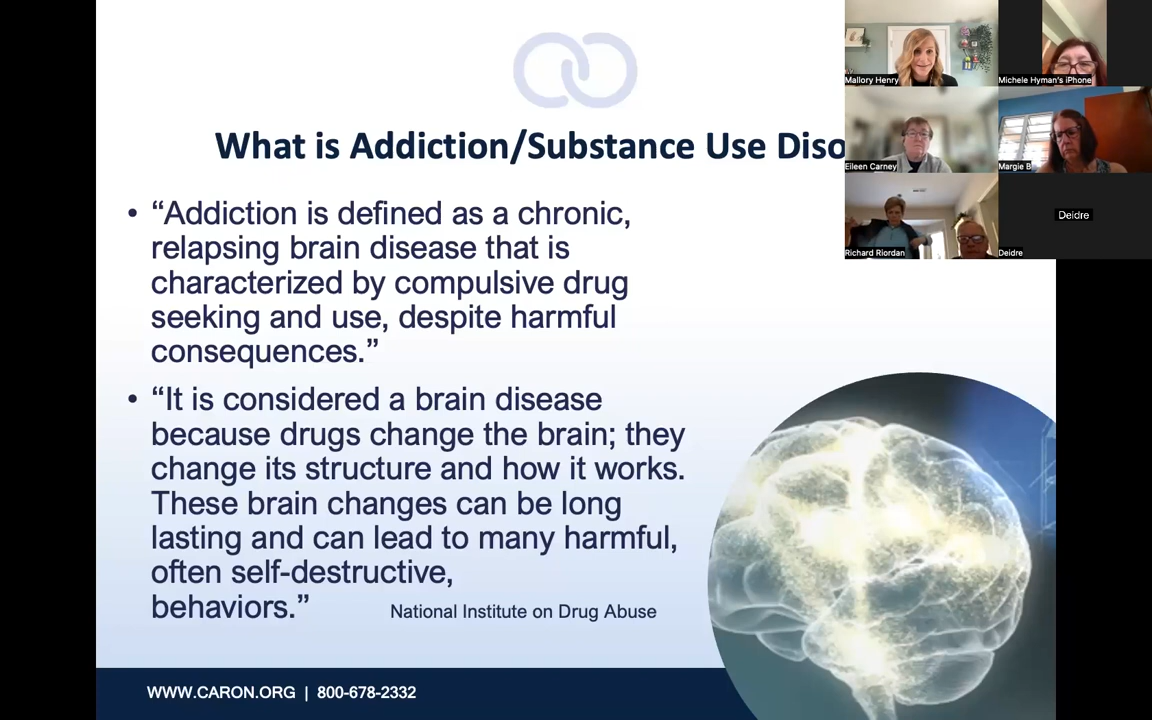 What is Addiction/Substance Use Diso
• “Addiction is defined as a chronic,
relapsing brain disease that is
characterized by compulsive drug
seeking and use, despite harmful
consequences.”
• “It is considered a brain disease
because drugs change the brain; they
change its structure and how it works.
These brain changes can be long
lasting and can lead to many harmful,
often self-destructive,
behaviors.”
National Institute on Drug Abuse
WWW.CARON.ORG | 800-678-2332
Mallory Henry
Michele Hyman's iPhone
Eileen Carney
Margie B
Richard Riordan
Deidre
Deidre